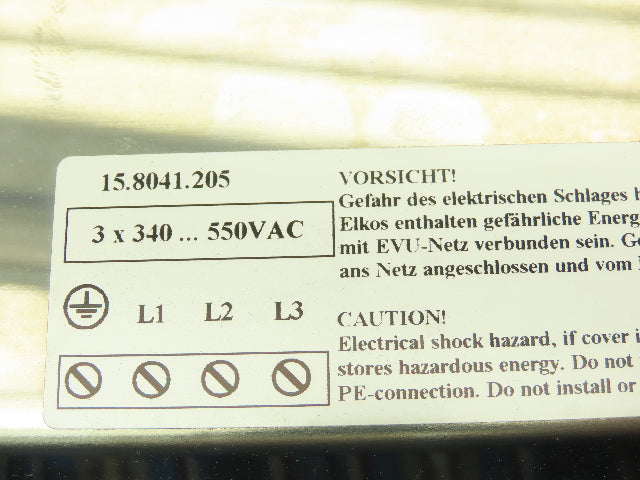 15.8041.205
3 x 340 ... 550VAC
L1 L2 L3
VORSICHT!
Gefahr des elektrischen Schlages
Elkos enthalten gefährliche Energ
mit EVU-Netz verbunden sein.
ans Netz angeschlossen und vom
CAUTION!
Electrical shock hazard, if cover
stores hazardous energy. Do not
PE-connection. Do not install or